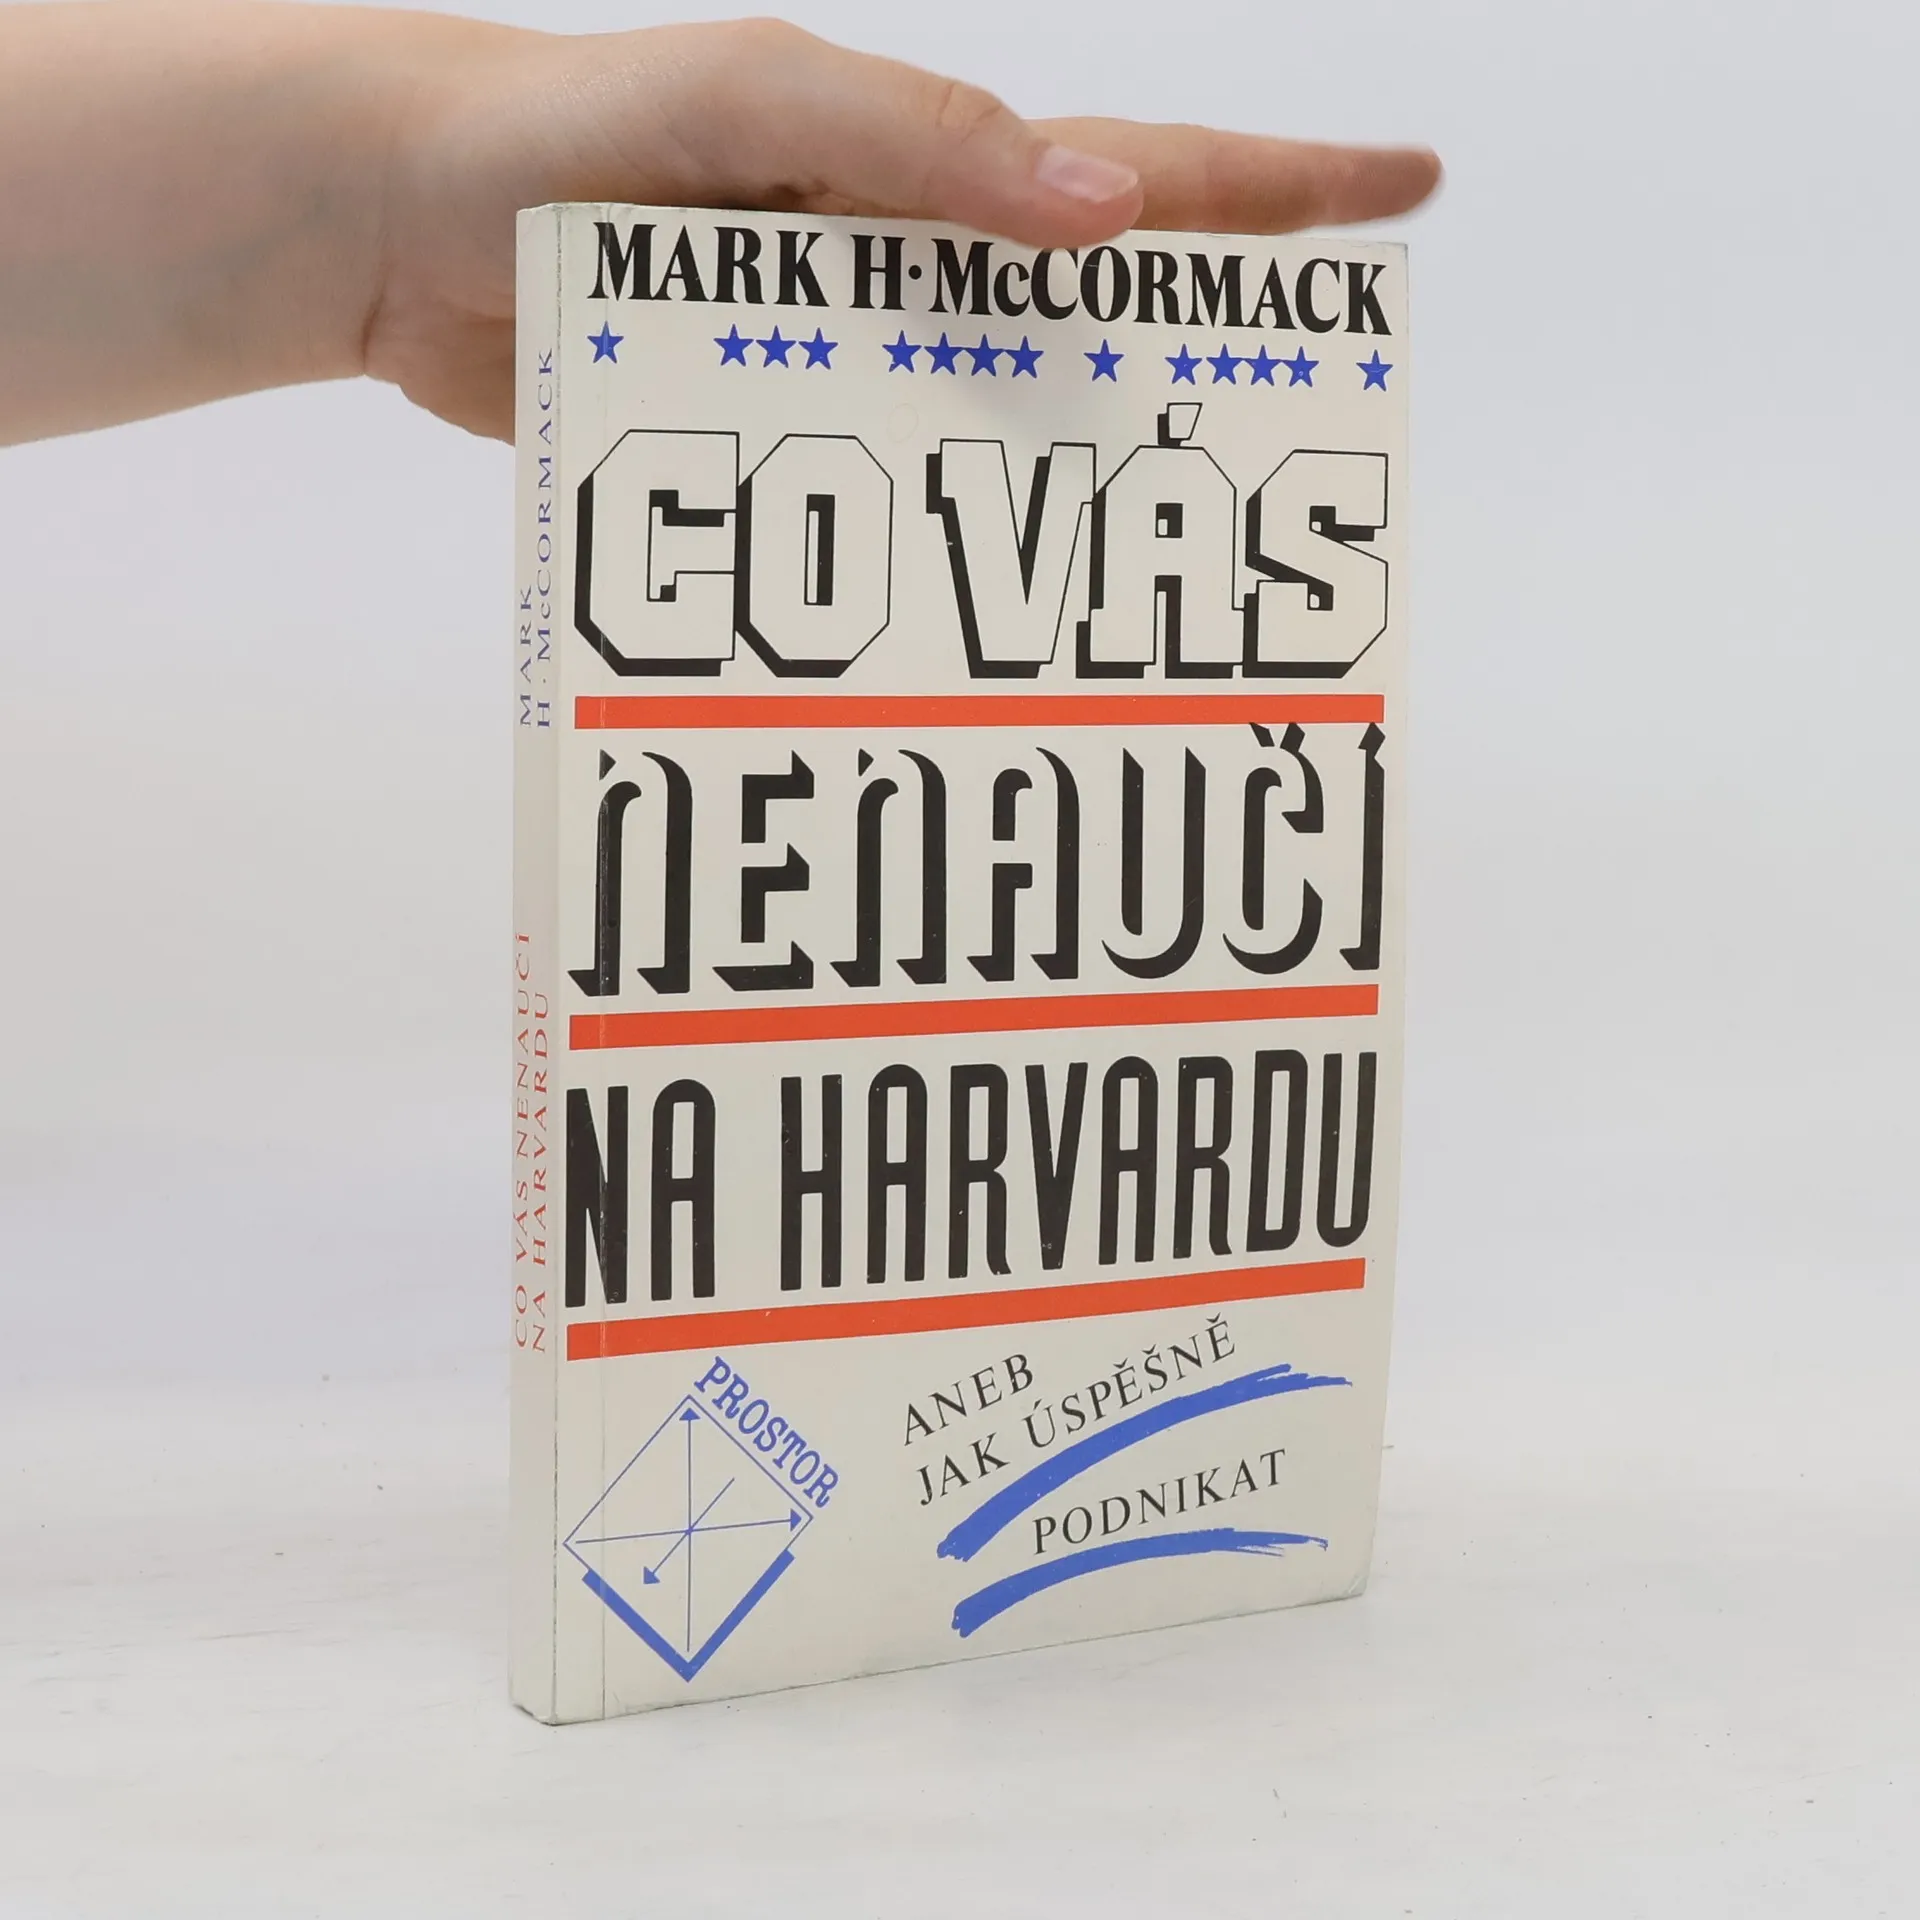 MARK H·McCORMACK
CO VÁS
NENAUČÍ
NA HARVARDU
ANEB
JAK ÚSPĚŠNĚ
PODNIKAT
PROSTOR
MARK
H·McCORMACK
CO VÁS NENAUČÍ
NA HARVARDU